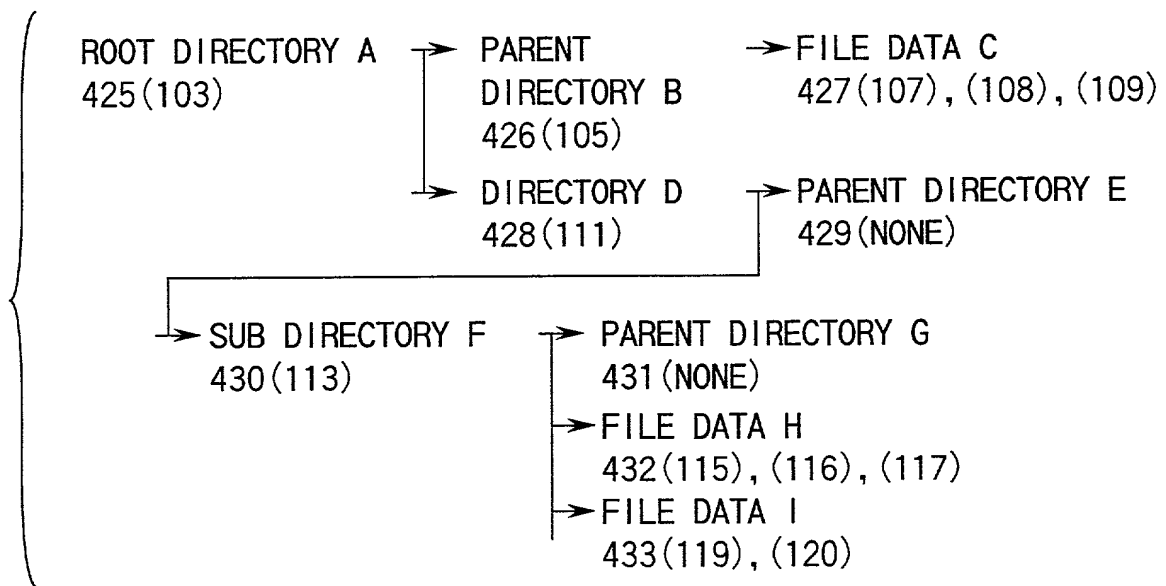 ROOT DIRECTORY A
425(103)
PARENT
DIRECTORY B
426(105)
FILE DATA C
427(107), (108), (109)
DIRECTORY D
428(111)
PARENT DIRECTORY E
429(NONE)
SUB DIRECTORY F
430(113)
PARENT DIRECTORY G
431(NONE)
FILE DATA H
432(115), (116), (117)
FILE DATA I
433(119), (120)